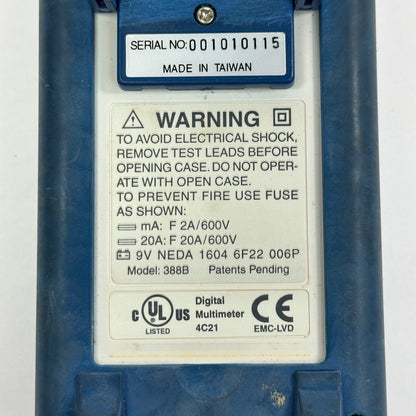 SERIAL NO: 001010115
MADE IN TAIWAN
WARNING
TO AVOID ELECTRICAL SHOCK,
REMOVE TEST LEADS BEFORE
OPENING CASE. DO NOT OPER-
ATE WITH OPEN CASE.
TO PREVENT FIRE USE FUSE
AS SHOWN:
mA: F 2A/600V
20A: F 20A/600V
9V NEDA 1604 6F22 006P
Model: 388B Patents Pending
C UL US LISTED
Digital
Multimeter
4C21
CE
EMC-LVD